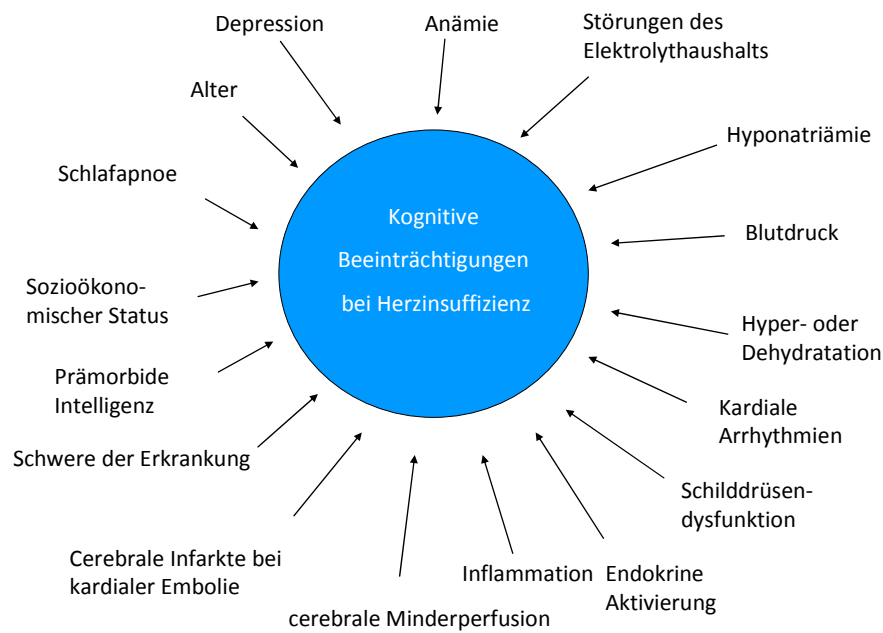 Depression
Anämie
Störungen des
Elektrolythaushalts
Alter
Hyponatriämie
Schlafapnoe
Kognitive
Beeinträchtigungen
bei Herzinsuffizienz
Blutdruck
Sozioökono-
mischer Status
Hyper- oder
Dehydratation
Prämorbide
Intelligenz
Kardiale
Arrhythmien
Schwere der Erkrankung
Schilddrüsen-
dysfunktion
Cerebrale Infarkte bei
kardialer Embolie
Inflammation
Endokrine
Aktivierung
cerebrale Minderperfusion